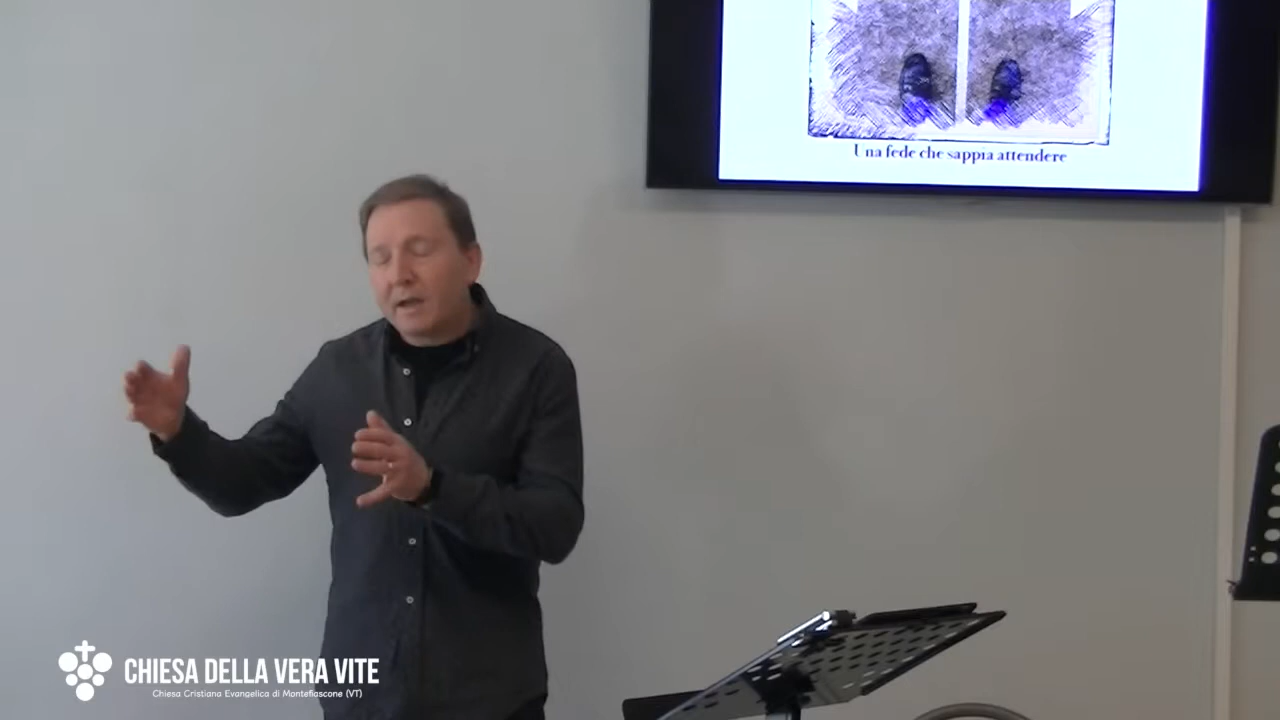 Una fede che sappia attendere
CHIESA DELLA VERA VITE
Chiesa Cristiana Evangelica di Montefiascone (VT)